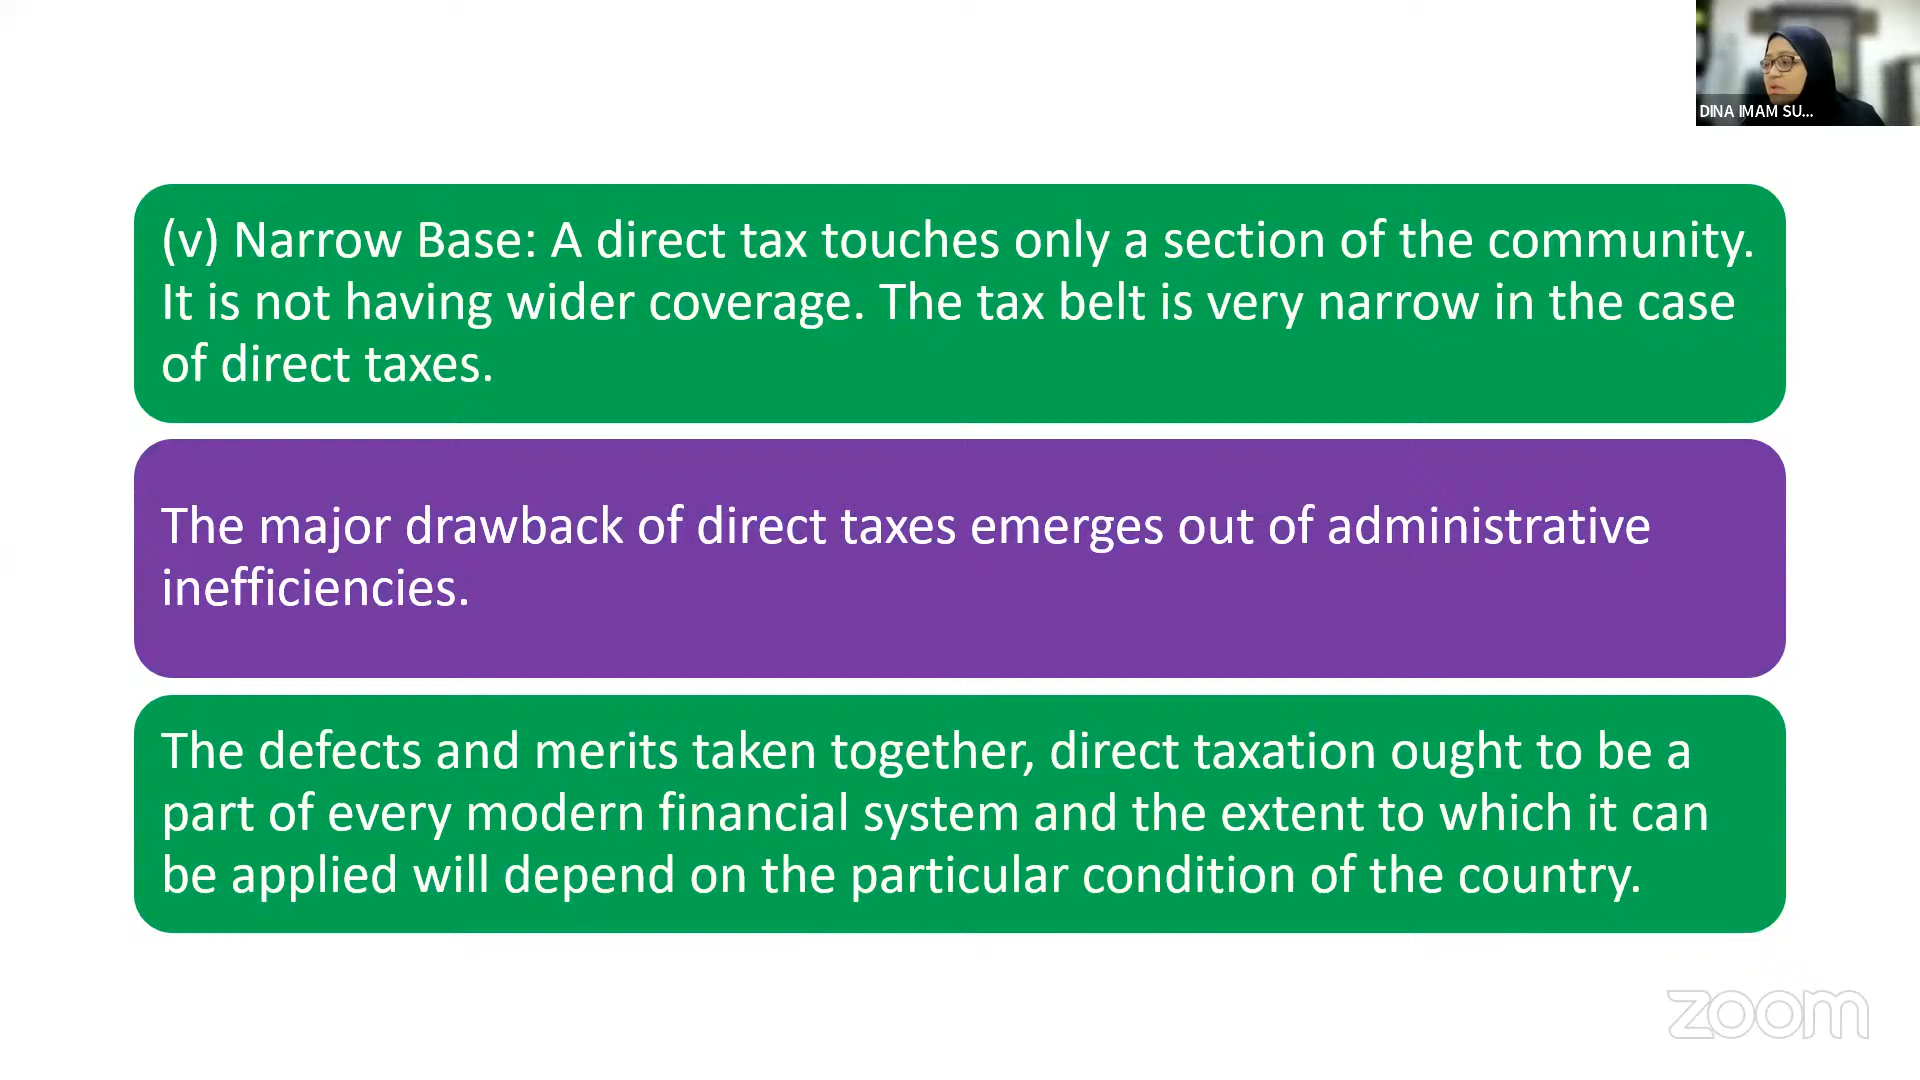 DINA IMAM SU...
(v) Narrow Base: A direct tax touches only a section of the community.
It is not having wider coverage. The tax belt is very narrow in the case
of direct taxes.
The major drawback of direct taxes emerges out of administrative
inefficiencies.
The defects and merits taken together, direct taxation ought to be a
part of every modern financial system and the extent to which it can
be applied will depend on the particular condition of the country.
zoom